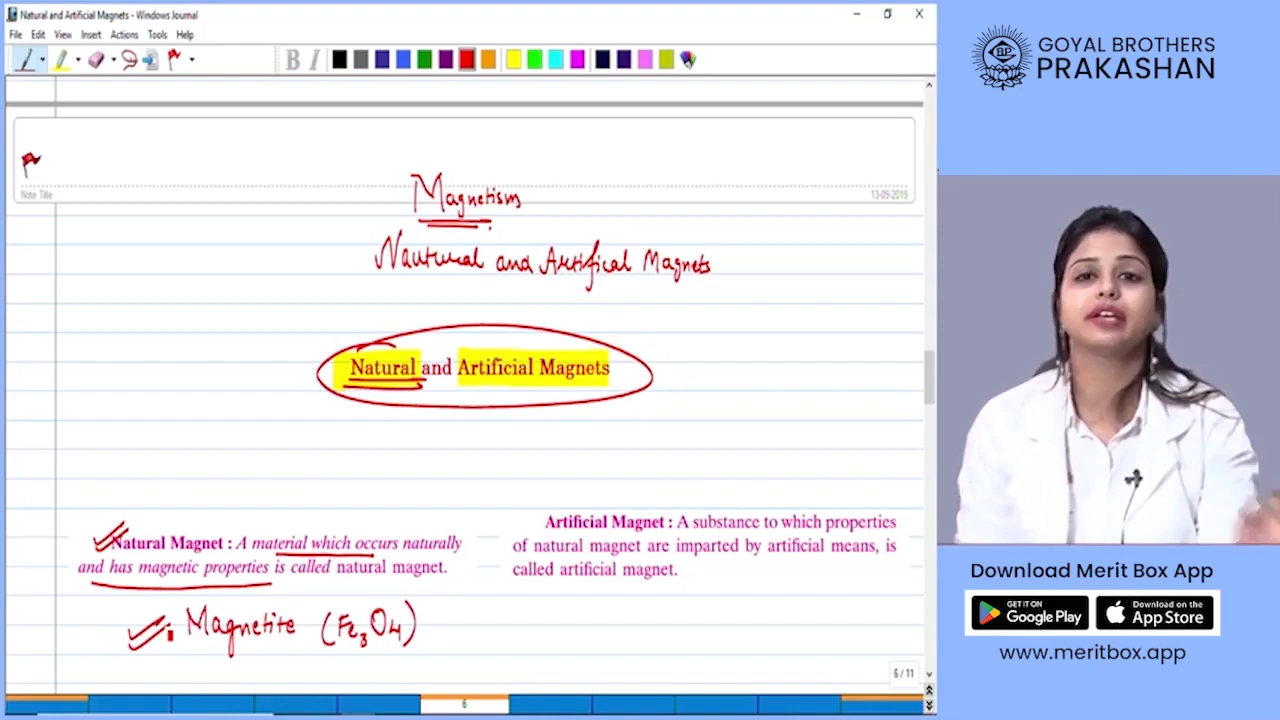 Natural and Artificial Magnets - Windows Journal
File Edit View Insert Actions Tools Help
B I
Note Title
13-09-2019
Magnetism
Nautural and Artifical Magnets
Natural and Artificial Magnets
Natural Magnet : A material which occurs naturally
and has magnetic properties is called natural magnet.
Artificial Magnet : A substance to which properties
of natural magnet are imparted by artificial means, is
called artificial magnet.
Magnetite (Fe3O4)
6 / 11
6
BP
GOYAL BROTHERS
PRAKASHAN
Download Merit Box App
GET IT ON
Google Play
Download on the
App Store
www.meritbox.app